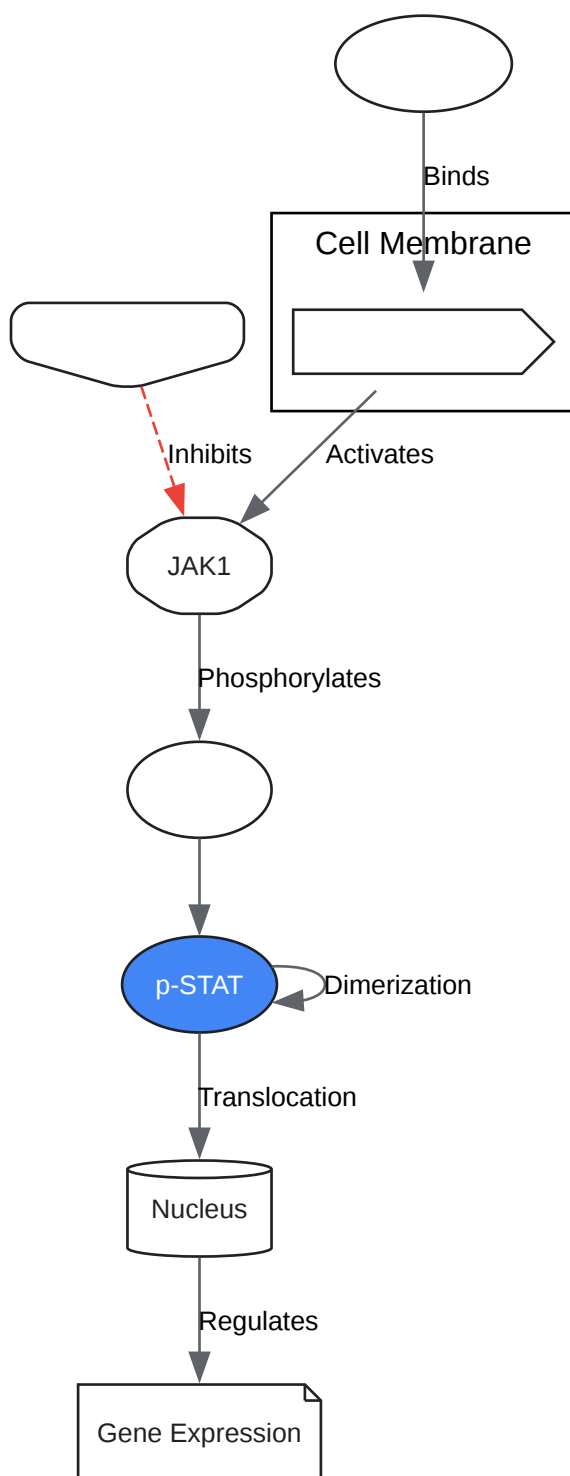 Binds
Cell Membrane
Inhibits
Activates
JAK1
Phosphorylates
p-STAT
Dimerization
Translocation
Nucleus
Regulates
Gene Expression